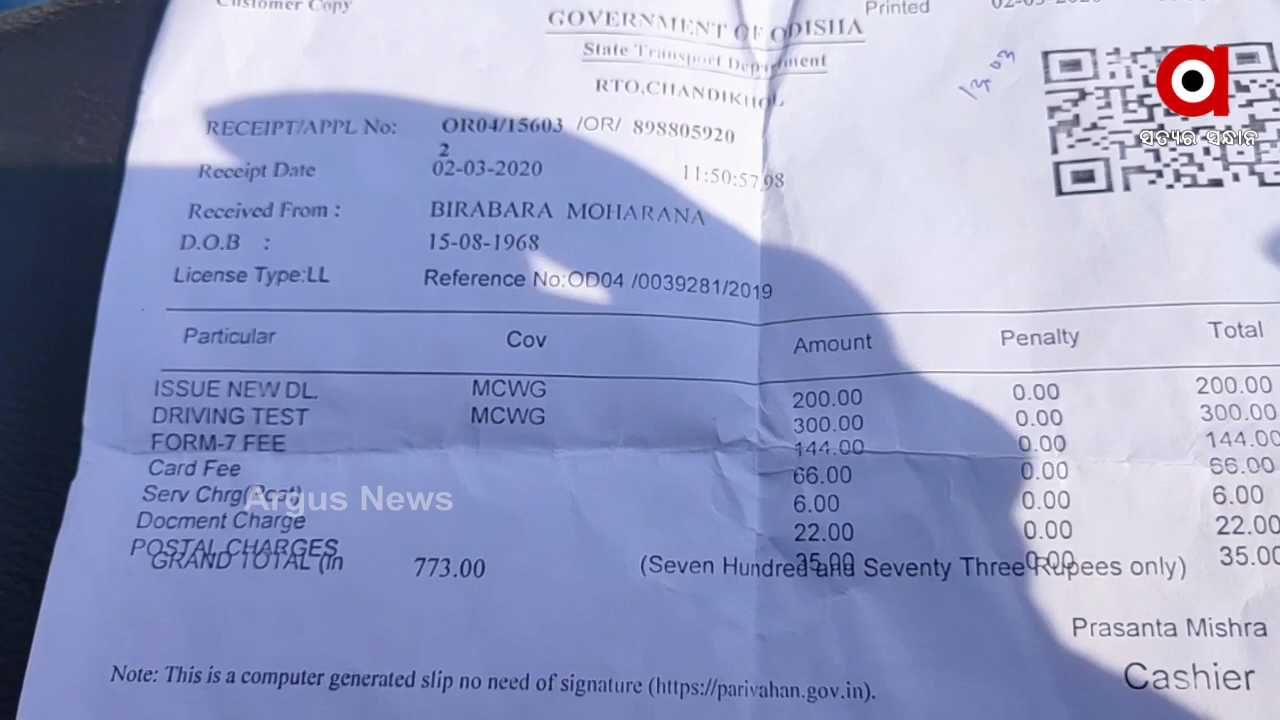 Customer Copy
Printed
GOVERNMENT OF ODISHA
State Transport Department
RTO,CHANDIKHOL
ସତ୍ୟର ସନ୍ଧାନ
RECEIPT/APPL No: OR04/15603 /OR/ 898805920
2
Receipt Date 02-03-2020 11:50:57.98
Received From : BIRABARA MOHARANA
D.O.B : 15-08-1968
License Type:LL Reference No:OD04 /0039281/2019
Particular Cov Amount Penalty Total
ISSUE NEW DL. MCWG 200.00 0.00 200.00
DRIVING TEST MCWG 300.00 0.00 300.00
FORM-7 FEE 144.00 0.00 144.00
Card Fee 66.00 0.00 66.00
Serv Chrg 6.00 0.00 6.00
Argus News
Docment Charge 22.00 0.00 22.00
POSTAL CHARGES 35.00 0.00 35.00
GRAND TOTAL (In 773.00 (Seven Hundred and Seventy Three Rupees only)
Prasanta Mishra
Cashier
Note: This is a computer generated slip no need of signature (https://parivahan.gov.in).